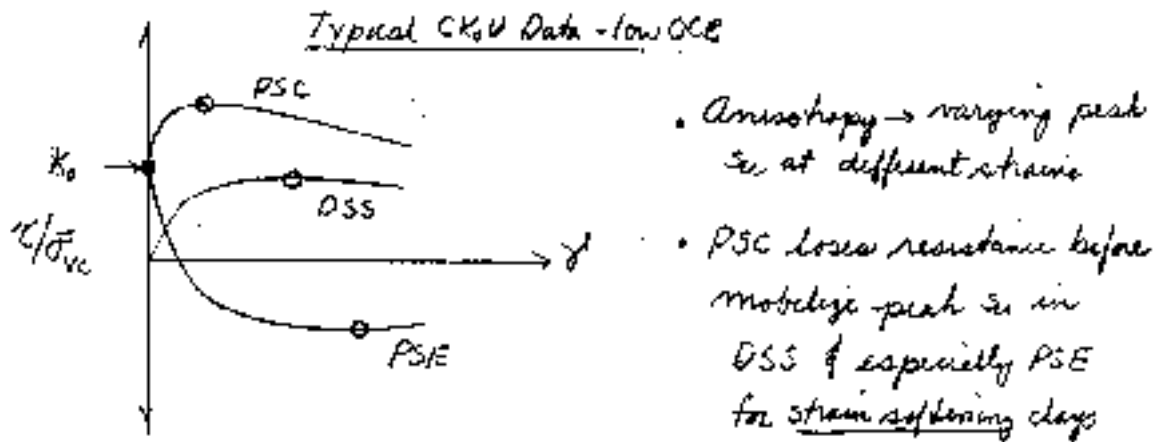 Typical CK₀U Data - low OCR
PSC
K₀
DSS
τ/σ̄vc
γ
PSE
• Anisotropy → varying peak
su at different strains
• PSC loses resistance before
mobilize peak su in
DSS & especially PSE
for strain softening clays